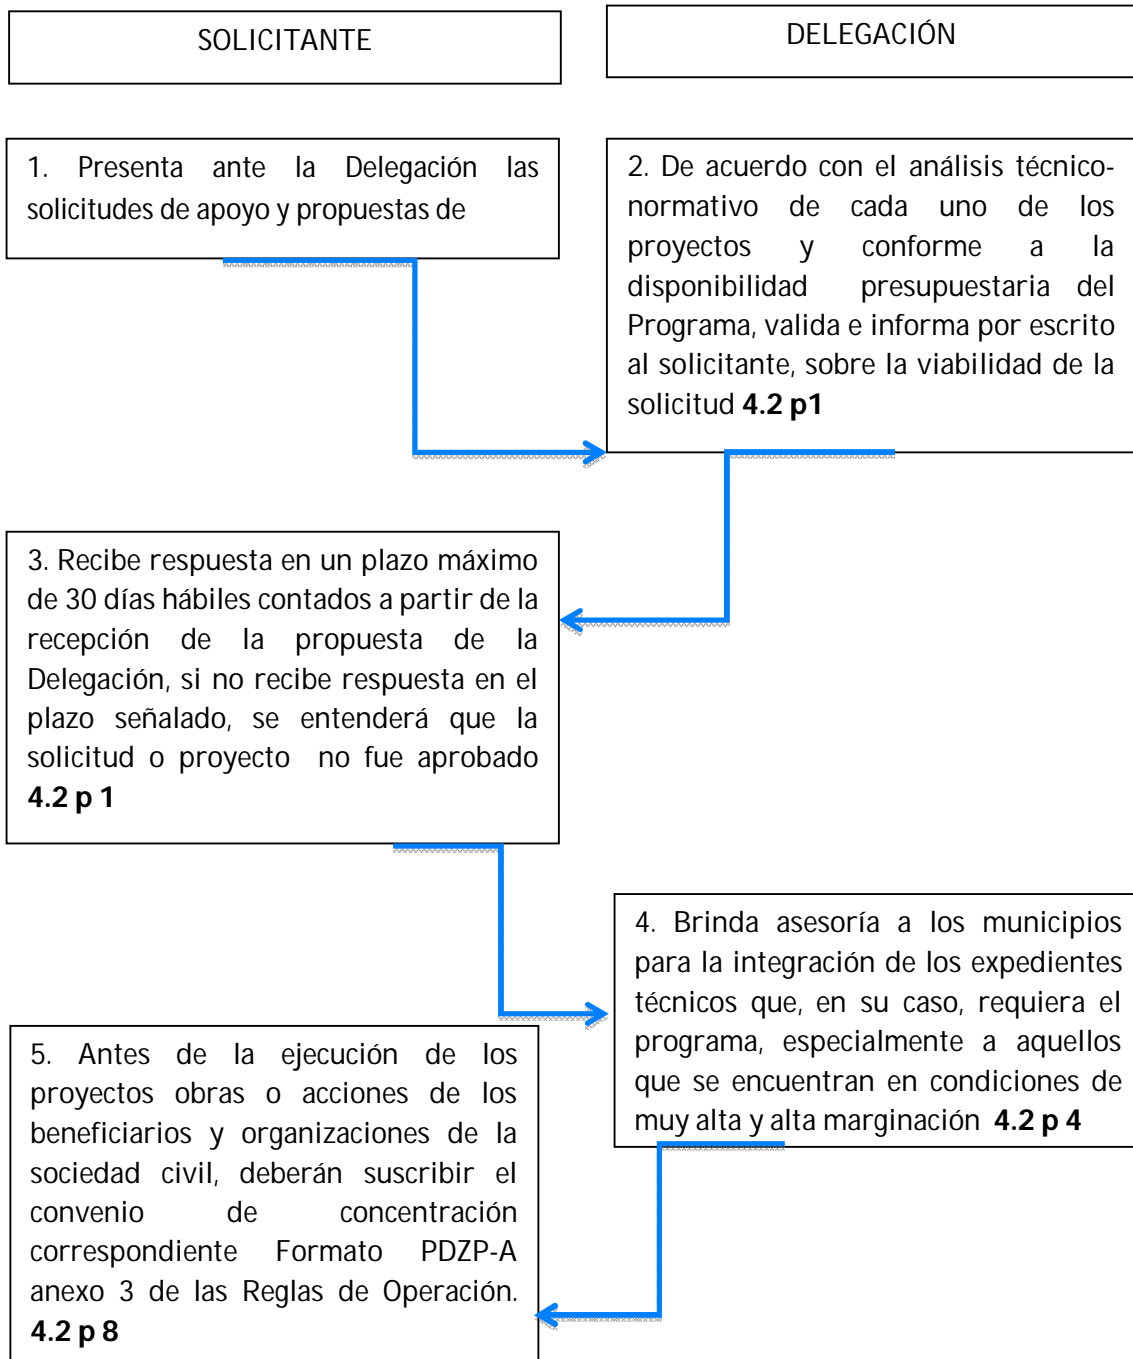 SOLICITANTE
DELEGACIÓN
1. Presenta ante la Delegación las
solicitudes de apoyo y propuestas de
2. De acuerdo con el análisis técnico-
normativo de cada uno de los
proyectos y conforme a la
disponibilidad presupuestaria del
Programa, valida e informa por escrito
al solicitante, sobre la viabilidad de la
solicitud 4.2 p1
3. Recibe respuesta en un plazo máximo
de 30 días hábiles contados a partir de la
recepción de la propuesta de la
Delegación, si no recibe respuesta en el
plazo señalado, se entenderá que la
solicitud o proyecto no fue aprobado
4.2 p 1
4. Brinda asesoría a los municipios
para la integración de los expedientes
técnicos que, en su caso, requiera el
programa, especialmente a aquellos
que se encuentran en condiciones de
muy alta y alta marginación 4.2 p 4
5. Antes de la ejecución de los
proyectos obras o acciones de los
beneficiarios y organizaciones de la
sociedad civil, deberán suscribir el
convenio de concentración
correspondiente Formato PDZP-A
anexo 3 de las Reglas de Operación.
4.2 p 8